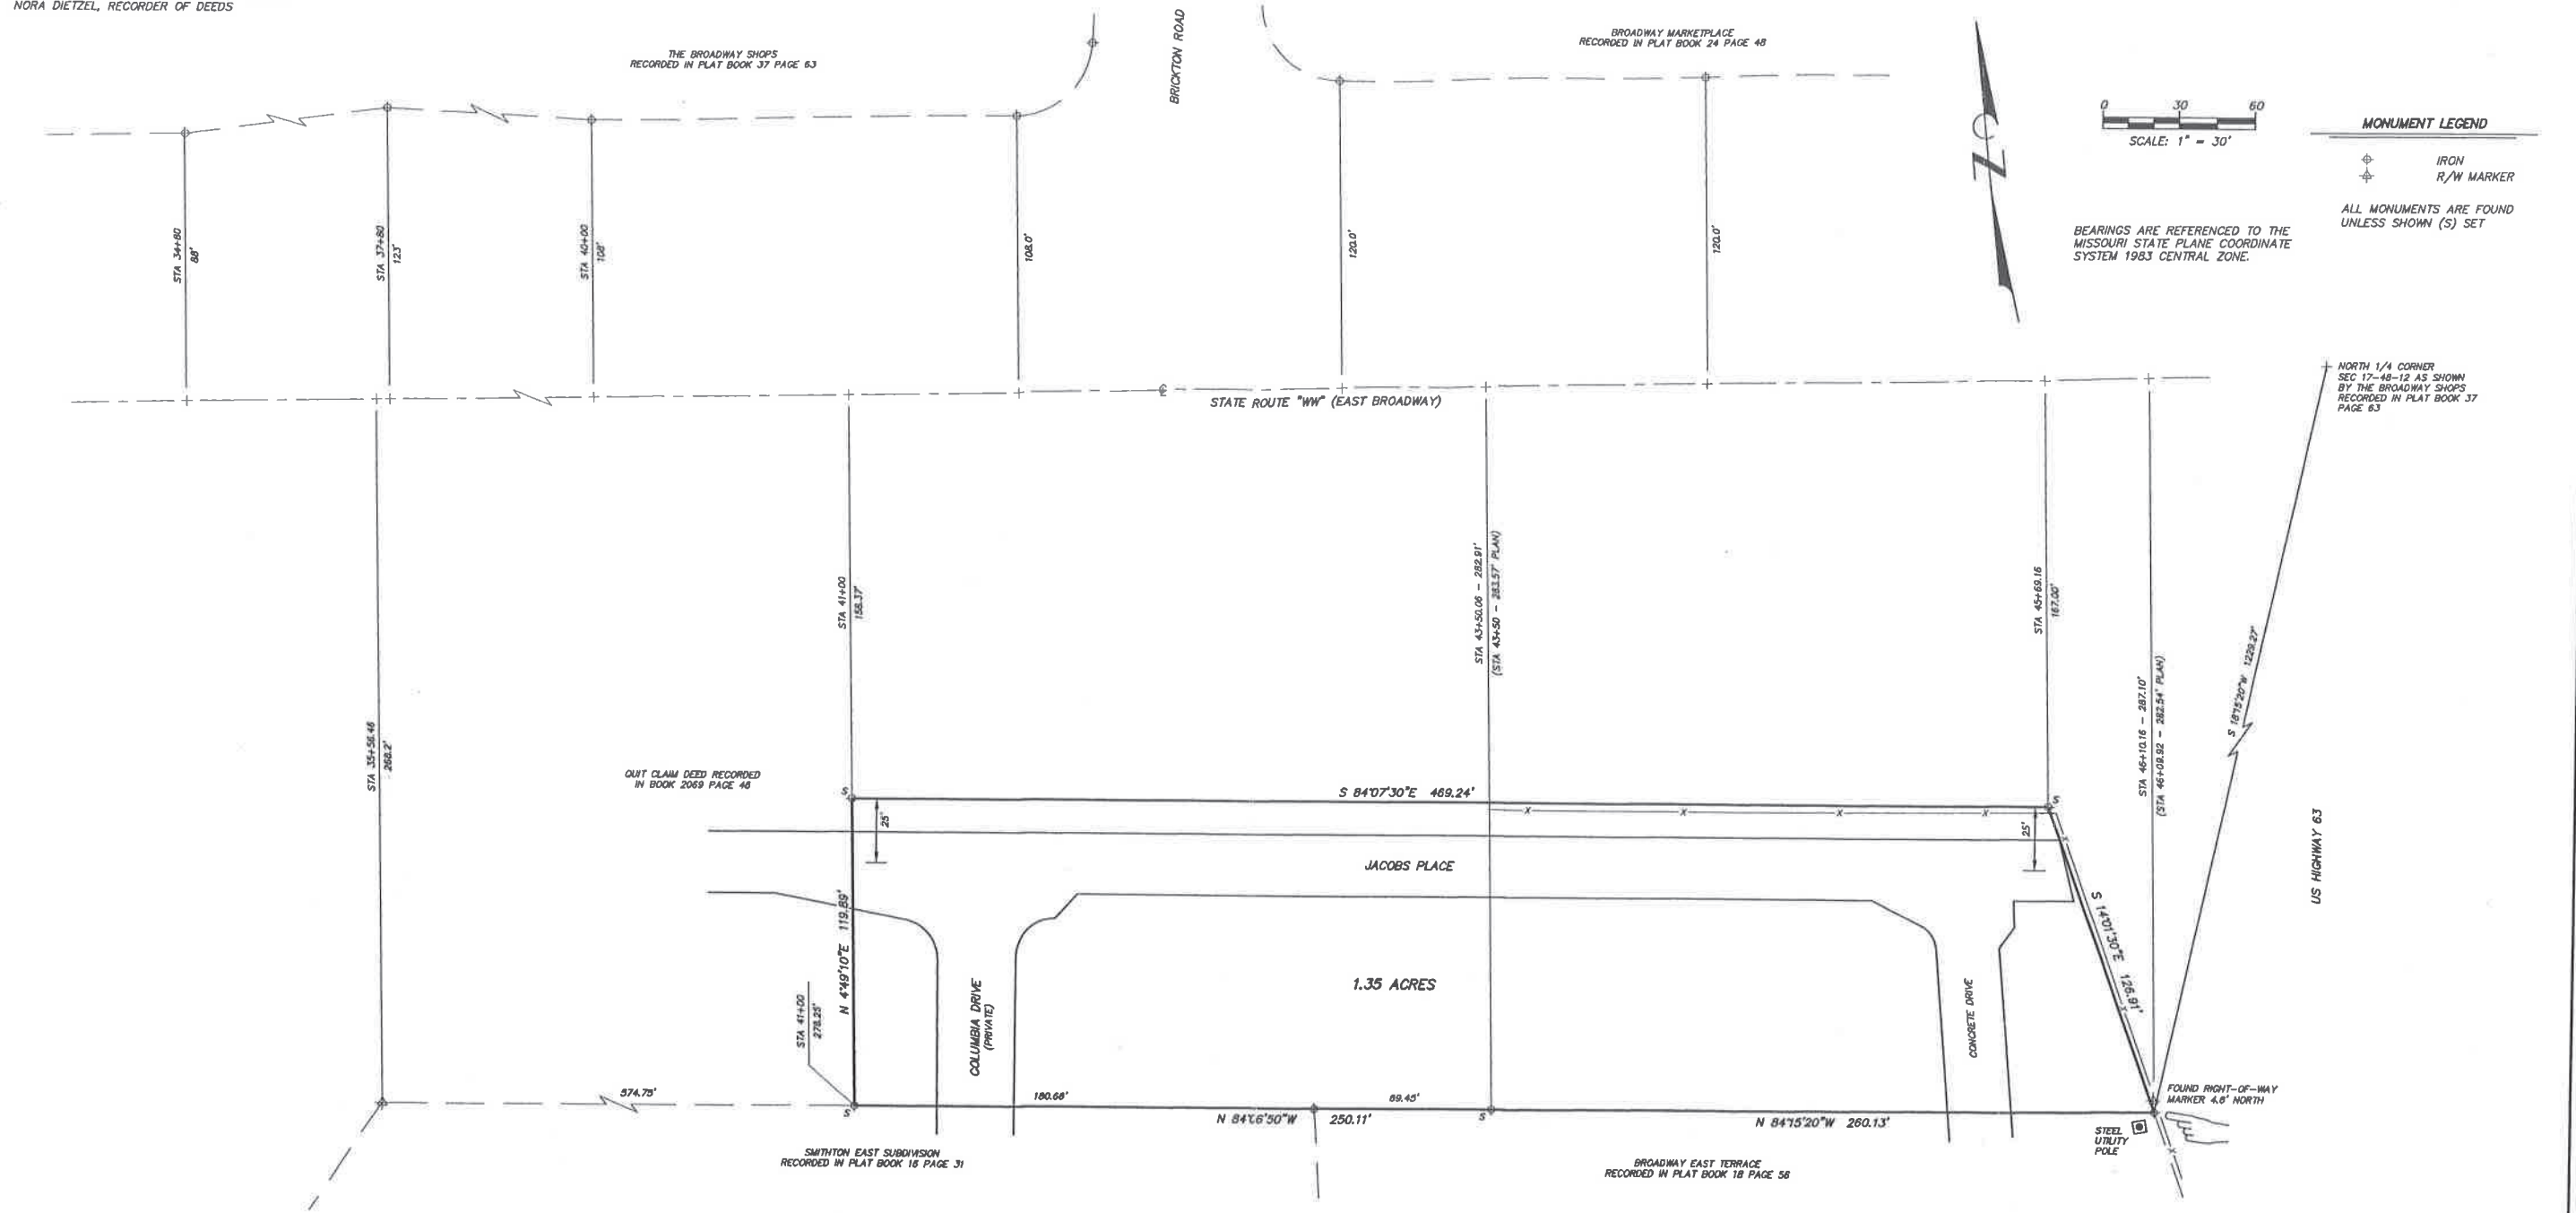 NORA DIETZEL, RECORDER OF DEEDS
THE BROADWAY SHOPS
RECORDED IN PLAT BOOK 37 PAGE 63
BRICKTON ROAD
BROADWAY MARKETPLACE
RECORDED IN PLAT BOOK 24 PAGE 48
N
0 30 60
SCALE: 1" = 30'
MONUMENT LEGEND
IRON
R/W MARKER
ALL MONUMENTS ARE FOUND
UNLESS SHOWN (S) SET
BEARINGS ARE REFERENCED TO THE
MISSOURI STATE PLANE COORDINATE
SYSTEM 1983 CENTRAL ZONE.
STA 34+80
88'
STA 37+80
123'
STA 40+00
108'
108.0'
120.0'
120.0'
NORTH 1/4 CORNER
SEC 17-48-12 AS SHOWN
BY THE BROADWAY SHOPS
RECORDED IN PLAT BOOK 37
PAGE 63
STATE ROUTE "WW" (EAST BROADWAY)
STA 35+56.46
268.2'
STA 41+00
158.37'
STA 43+50.06 - 282.91'
(STA 43+50 - 283.57' PLAN)
STA 45+69.16
167.00'
STA 46+10.16 - 287.10'
(STA 46+09.92 - 282.54' PLAN)
S 18°15'20"W 1229.27'
US HIGHWAY 63
QUIT CLAIM DEED RECORDED
IN BOOK 2069 PAGE 46
S
S 84°07'30"E 469.24'
S
25'
25'
JACOBS PLACE
N 4°49'10"E 119.89'
S 14°01'30"E 126.91'
1.35 ACRES
COLUMBIA DRIVE
(PRIVATE)
CONCRETE DRIVE
STA 41+00
278.25'
574.75'
S
180.66'
N 84°06'50"W 250.11'
69.45'
S
N 84°15'20"W 260.13'
FOUND RIGHT-OF-WAY
MARKER 4.6' NORTH
STEEL
UTILITY
POLE
SMITHTON EAST SUBDIVISION
RECORDED IN PLAT BOOK 16 PAGE 31
BROADWAY EAST TERRACE
RECORDED IN PLAT BOOK 18 PAGE 56